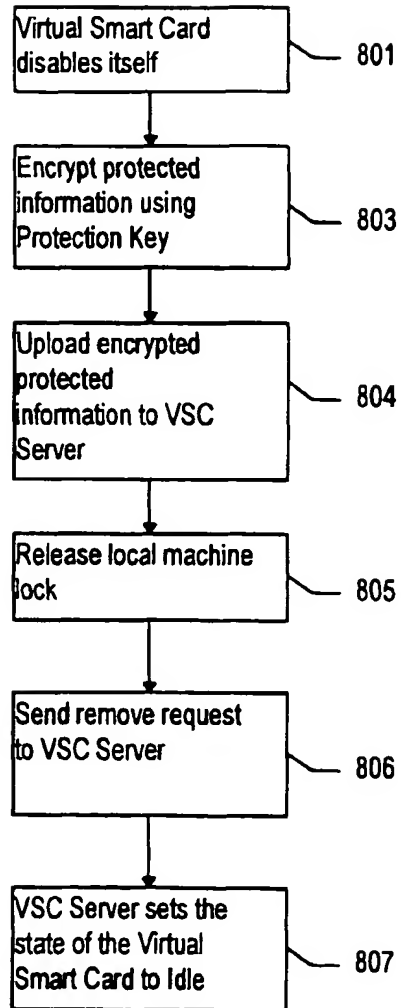 Virtual Smart Card
disables itself
801
Encrypt protected
information using
Protection Key
803
Upload encrypted
protected
information to VSC
Server
804
Release local machine
lock
805
Send remove request
to VSC Server
806
VSC Server sets the
state of the Virtual
Smart Card to Idle
807